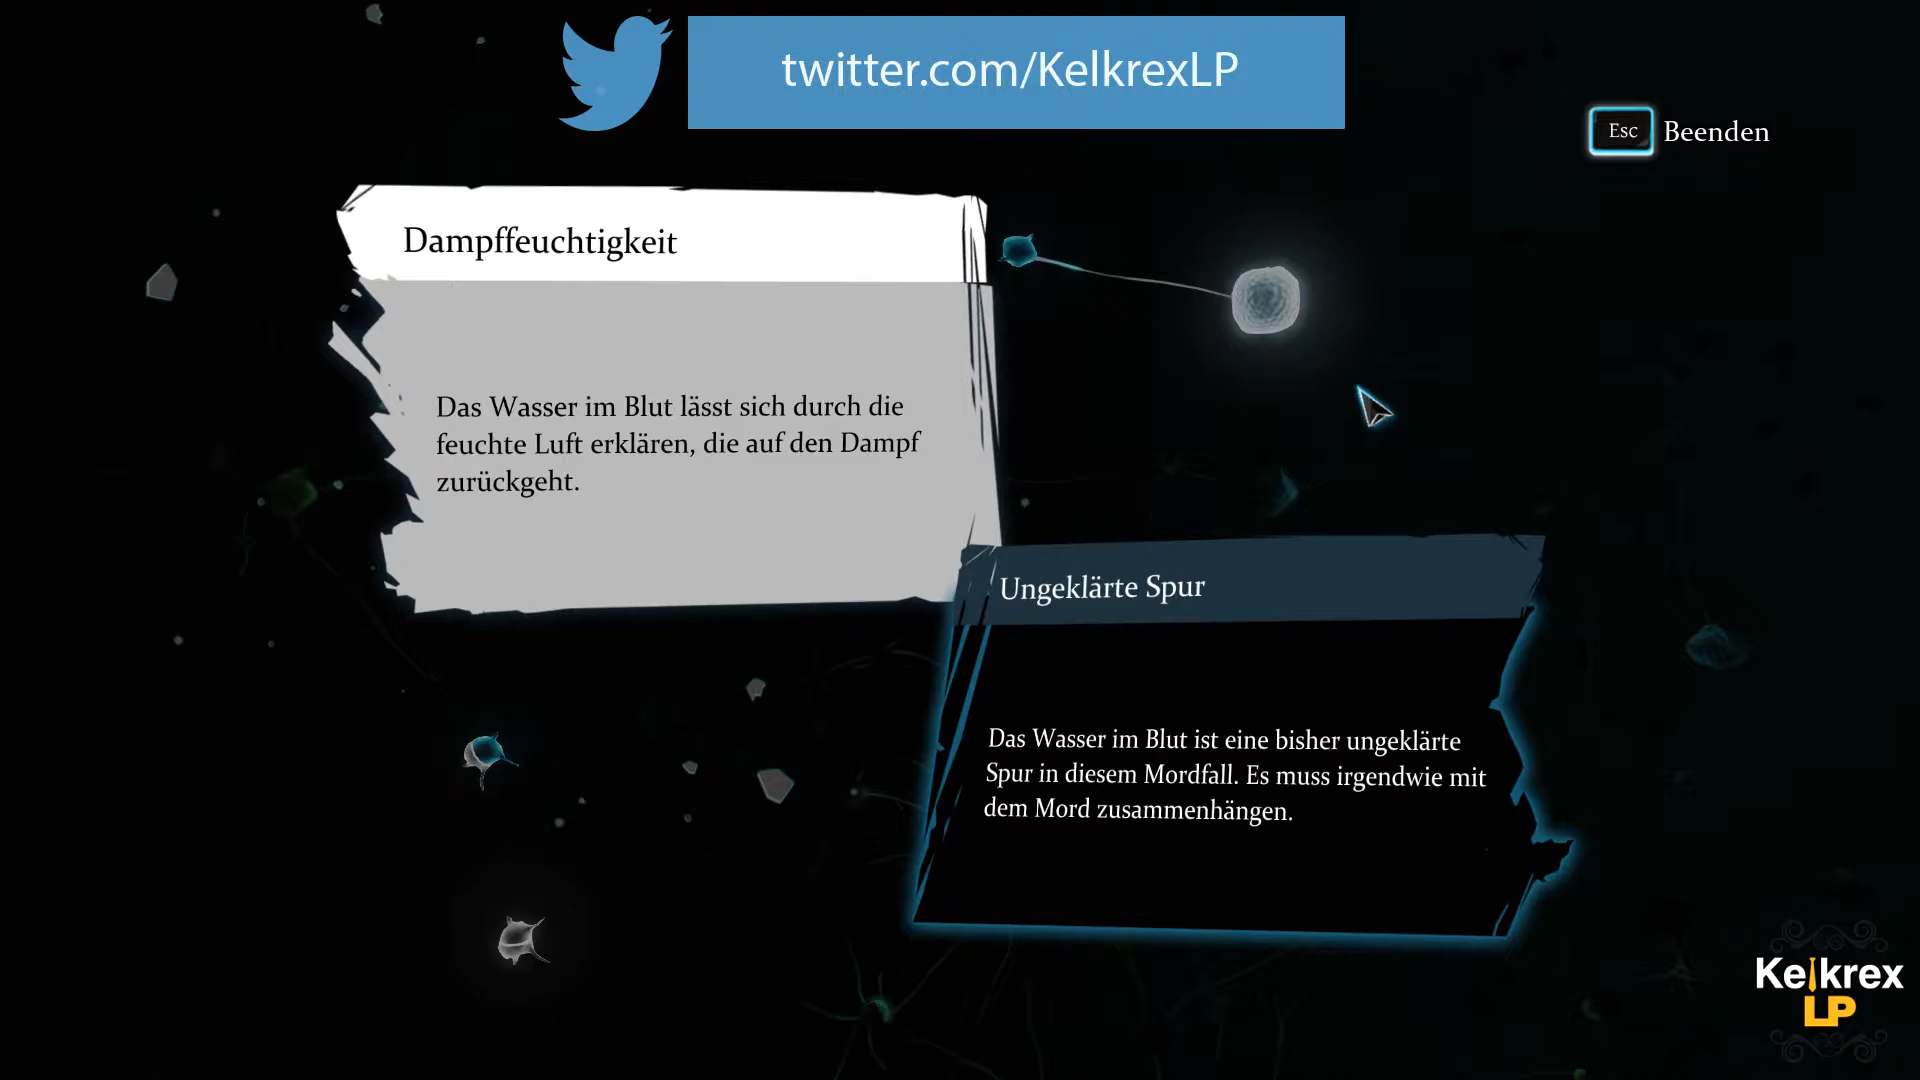 twitter.com/KelkrexLP
Esc Beenden
Dampffeuchtigkeit
Das Wasser im Blut lässt sich durch die
feuchte Luft erklären, die auf den Dampf
zurückgeht.
Ungeklärte Spur
Das Wasser im Blut ist eine bisher ungeklärte
Spur in diesem Mordfall. Es muss irgendwie mit
dem Mord zusammenhängen.
Kelkrex
LP